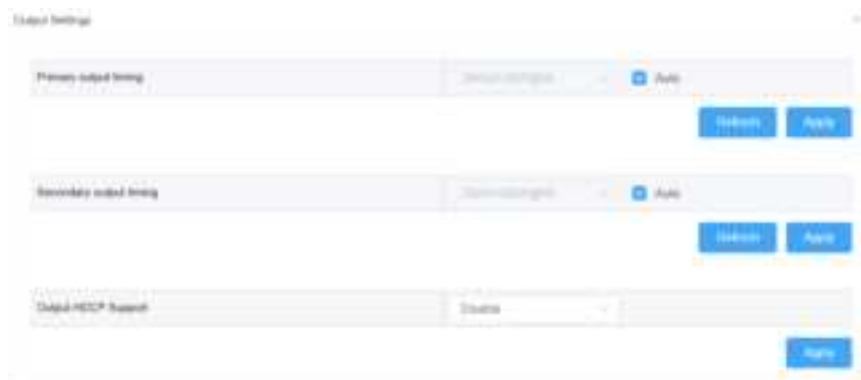 Output Settings
Primary output timing
Auto
Refresh
Apply
Secondary output timing
Auto
Refresh
Apply
Output HDCP Support
Disable
Apply